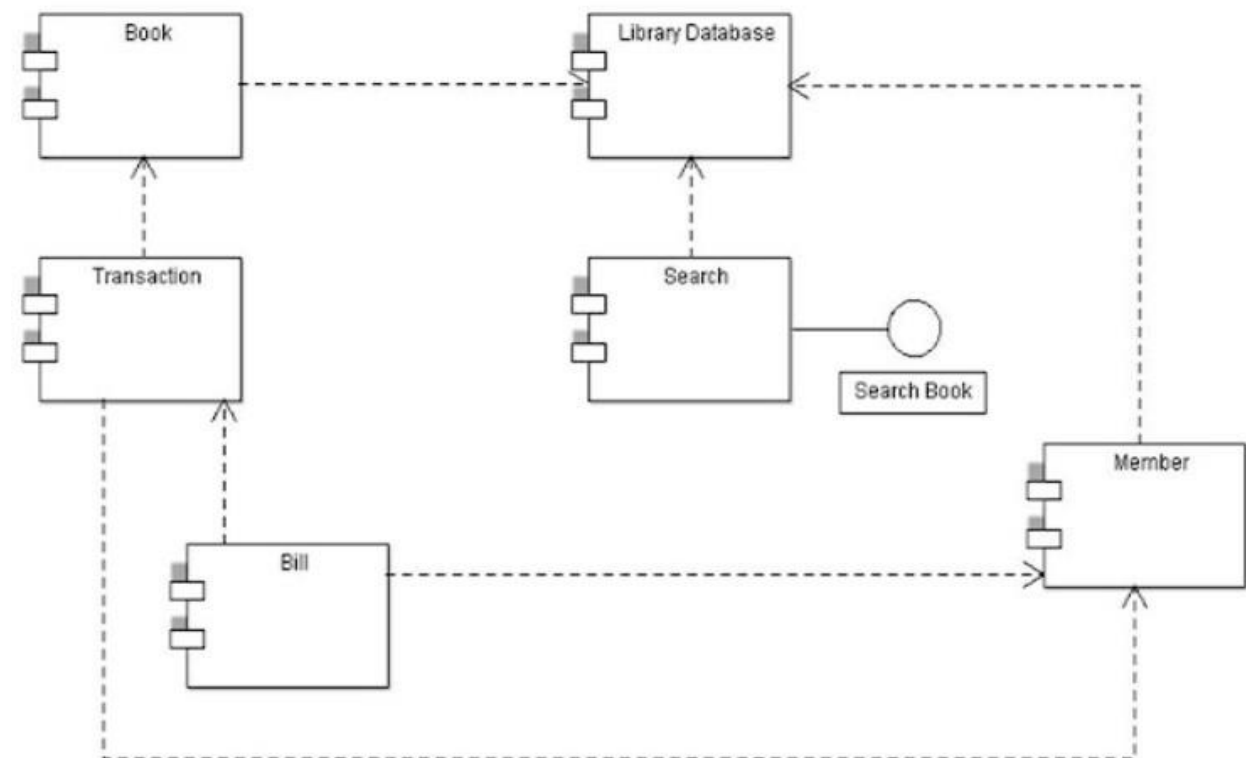 Book
Library Database
Transaction
Search
Search Book
Member
Bill